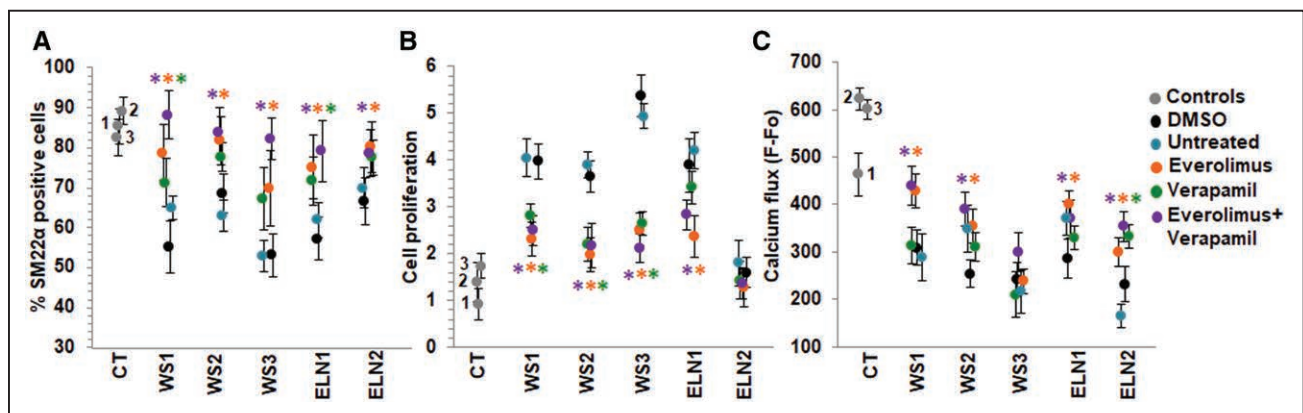 A
% SM22α positive cells
100
90
80
70
60
50
40
30
1
2
3
***
**
**
***
**
CT
WS1
WS2
WS3
ELN1
ELN2
B
Cell proliferation
6
5
4
3
2
1
0
3
2
1
***
***
***
**
CT
WS1
WS2
WS3
ELN1
ELN2
C
Calcium flux (F-Fo)
700
600
500
400
300
200
100
2
3
1
**
**
**
***
CT
WS1
WS2
WS3
ELN1
ELN2
Controls
DMSO
Untreated
Everolimus
Verapamil
Everolimus+
Verapamil